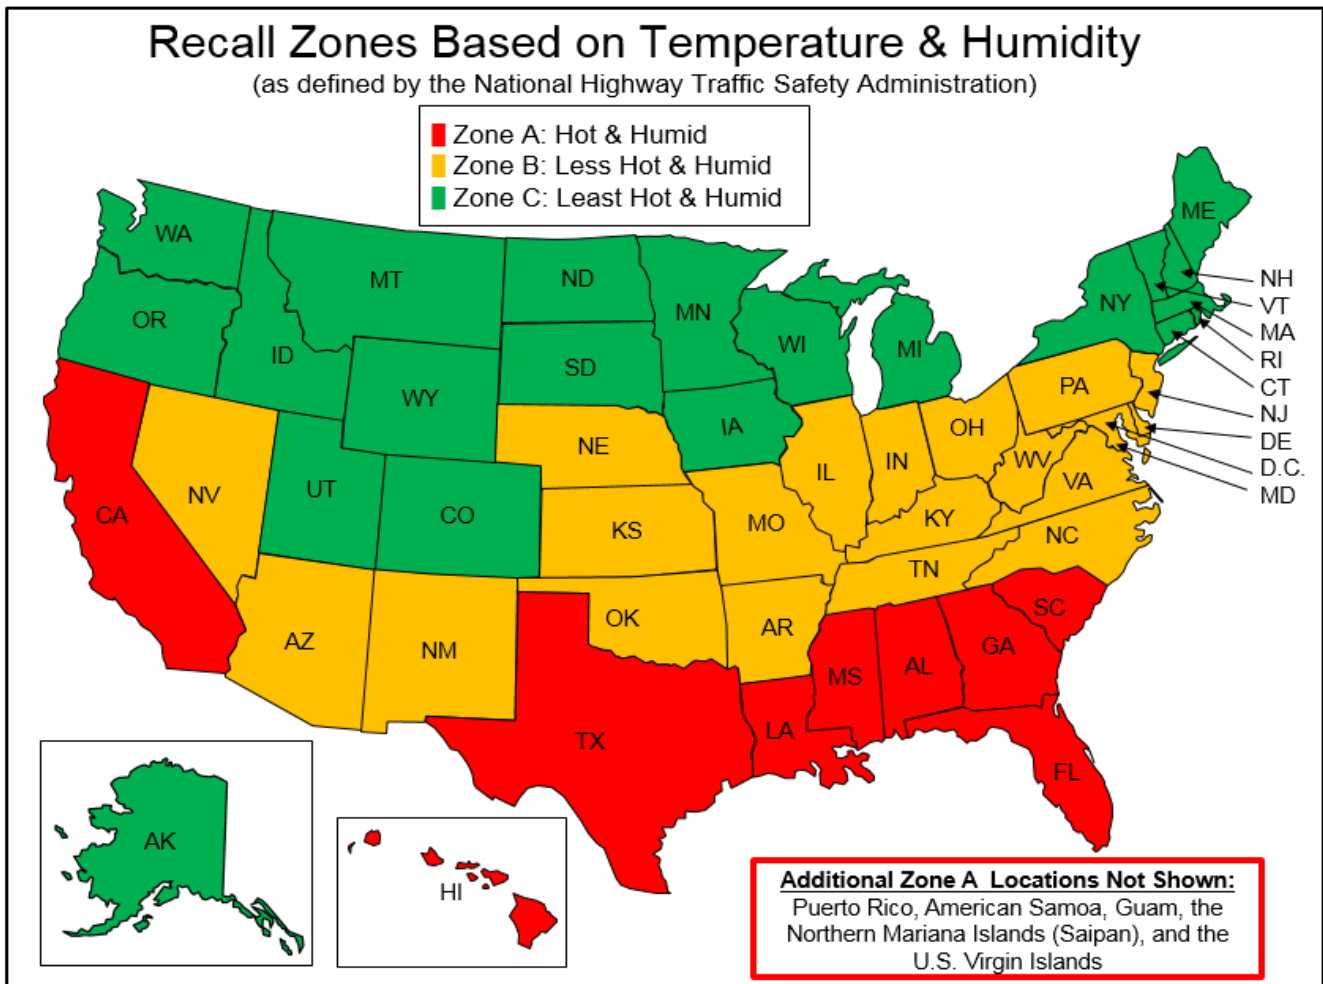 Recall Zones Based on Temperature & Humidity
(as defined by the National Highway Traffic Safety Administration)
Zone A: Hot & Humid
Zone B: Less Hot & Humid
Zone C: Least Hot & Humid
WA
OR
ID
MT
WY
ND
SD
MN
WI
MI
IA
NY
ME
NH
VT
MA
RI
CT
NJ
DE
D.C.
MD
PA
OH
IN
IL
WV
VA
KY
NC
TN
NE
KS
MO
OK
AR
CA
NV
UT
CO
AZ
NM
TX
LA
MS
AL
GA
SC
FL
AK
HI
Additional Zone A Locations Not Shown:
Puerto Rico, American Samoa, Guam, the
Northern Mariana Islands (Saipan), and the
U.S. Virgin Islands